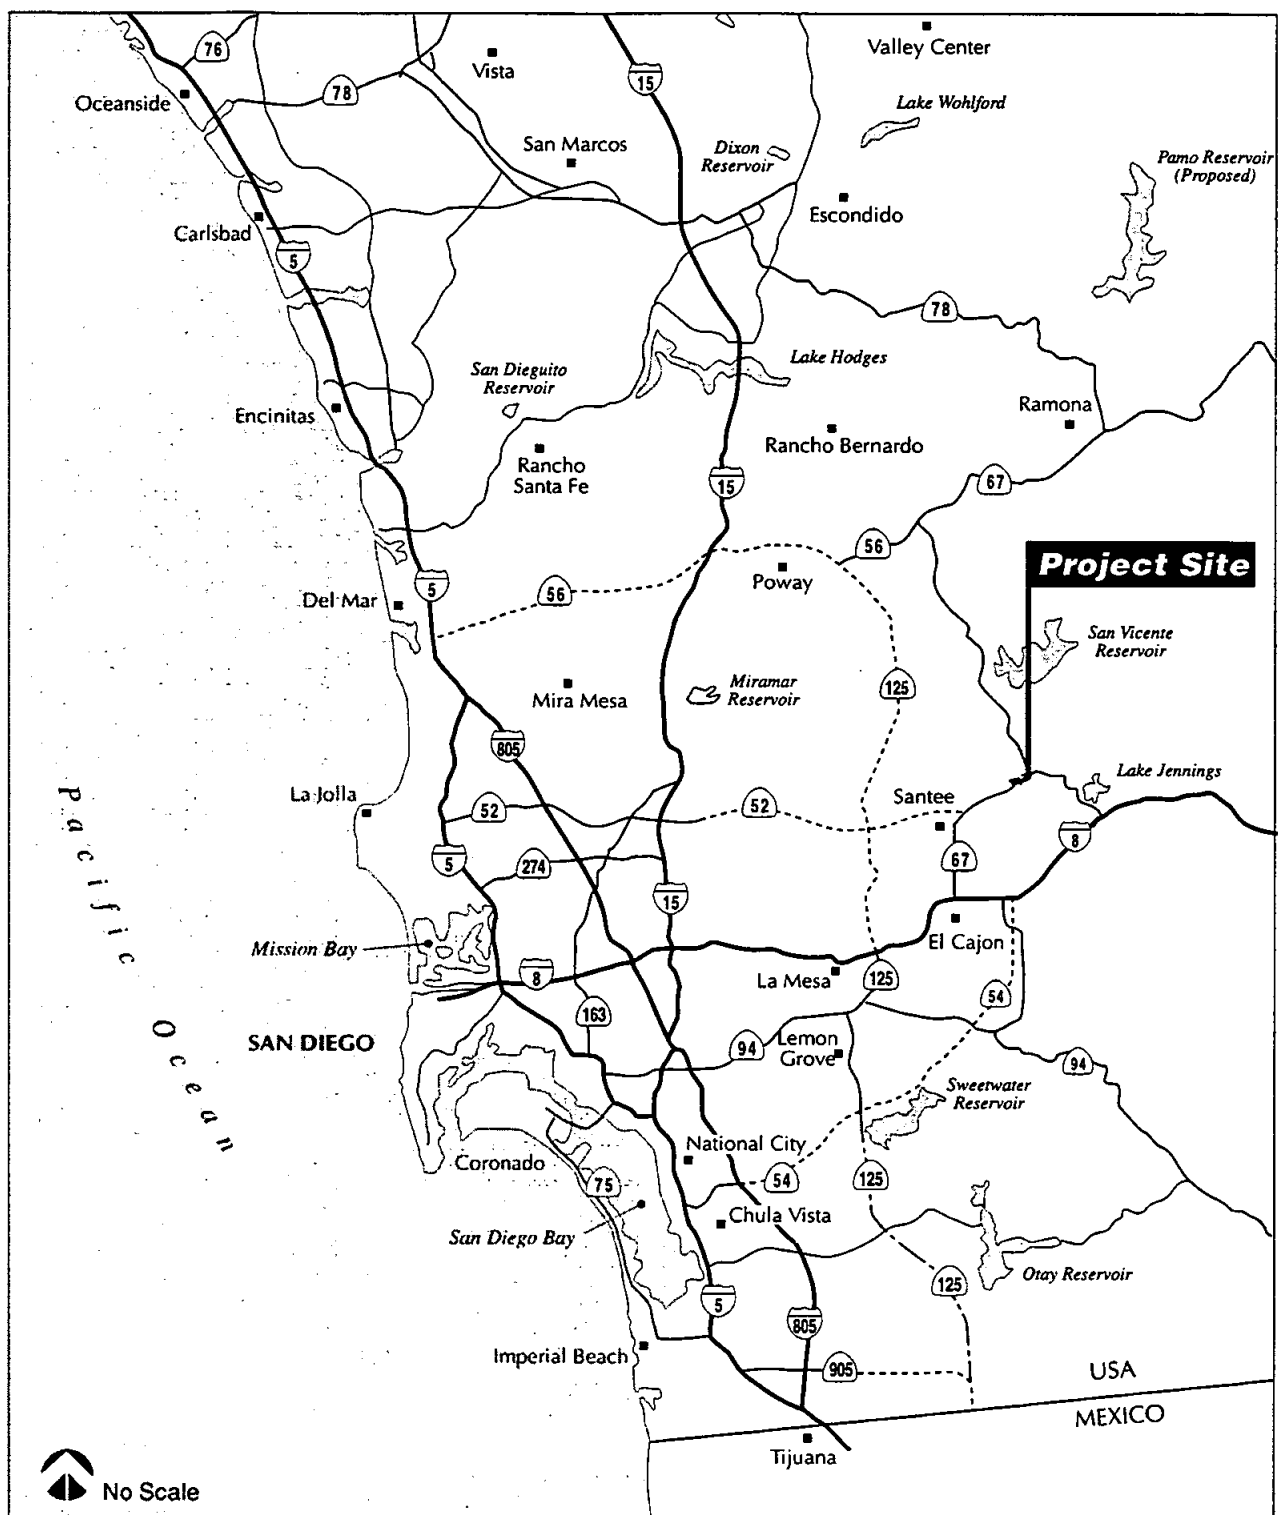 76
Vista
15
Valley Center
Oceanside
78
Lake Wohlford
San Marcos
Dixon
Reservoir
Pamo Reservoir
(Proposed)
Escondido
Carlsbad
5
78
Lake Hodges
San Dieguito
Reservoir
Encinitas
Ramona
Rancho Bernardo
Rancho
Santa Fe
15
67
56
Project Site
Poway
5
56
Del Mar
San Vicente
Reservoir
125
Miramar
Reservoir
Mira Mesa
805
Lake Jennings
La Jolla
52
52
Santee
8
5
274
67
15
Pacific Ocean
Mission Bay
El Cajon
8
La Mesa
125
54
163
SAN DIEGO
94
Lemon
Grove
94
Sweetwater
Reservoir
National City
Coronado
75
54
125
Chula Vista
San Diego Bay
125
Otay Reservoir
5
805
Imperial Beach
905
USA
MEXICO
Tijuana
No Scale